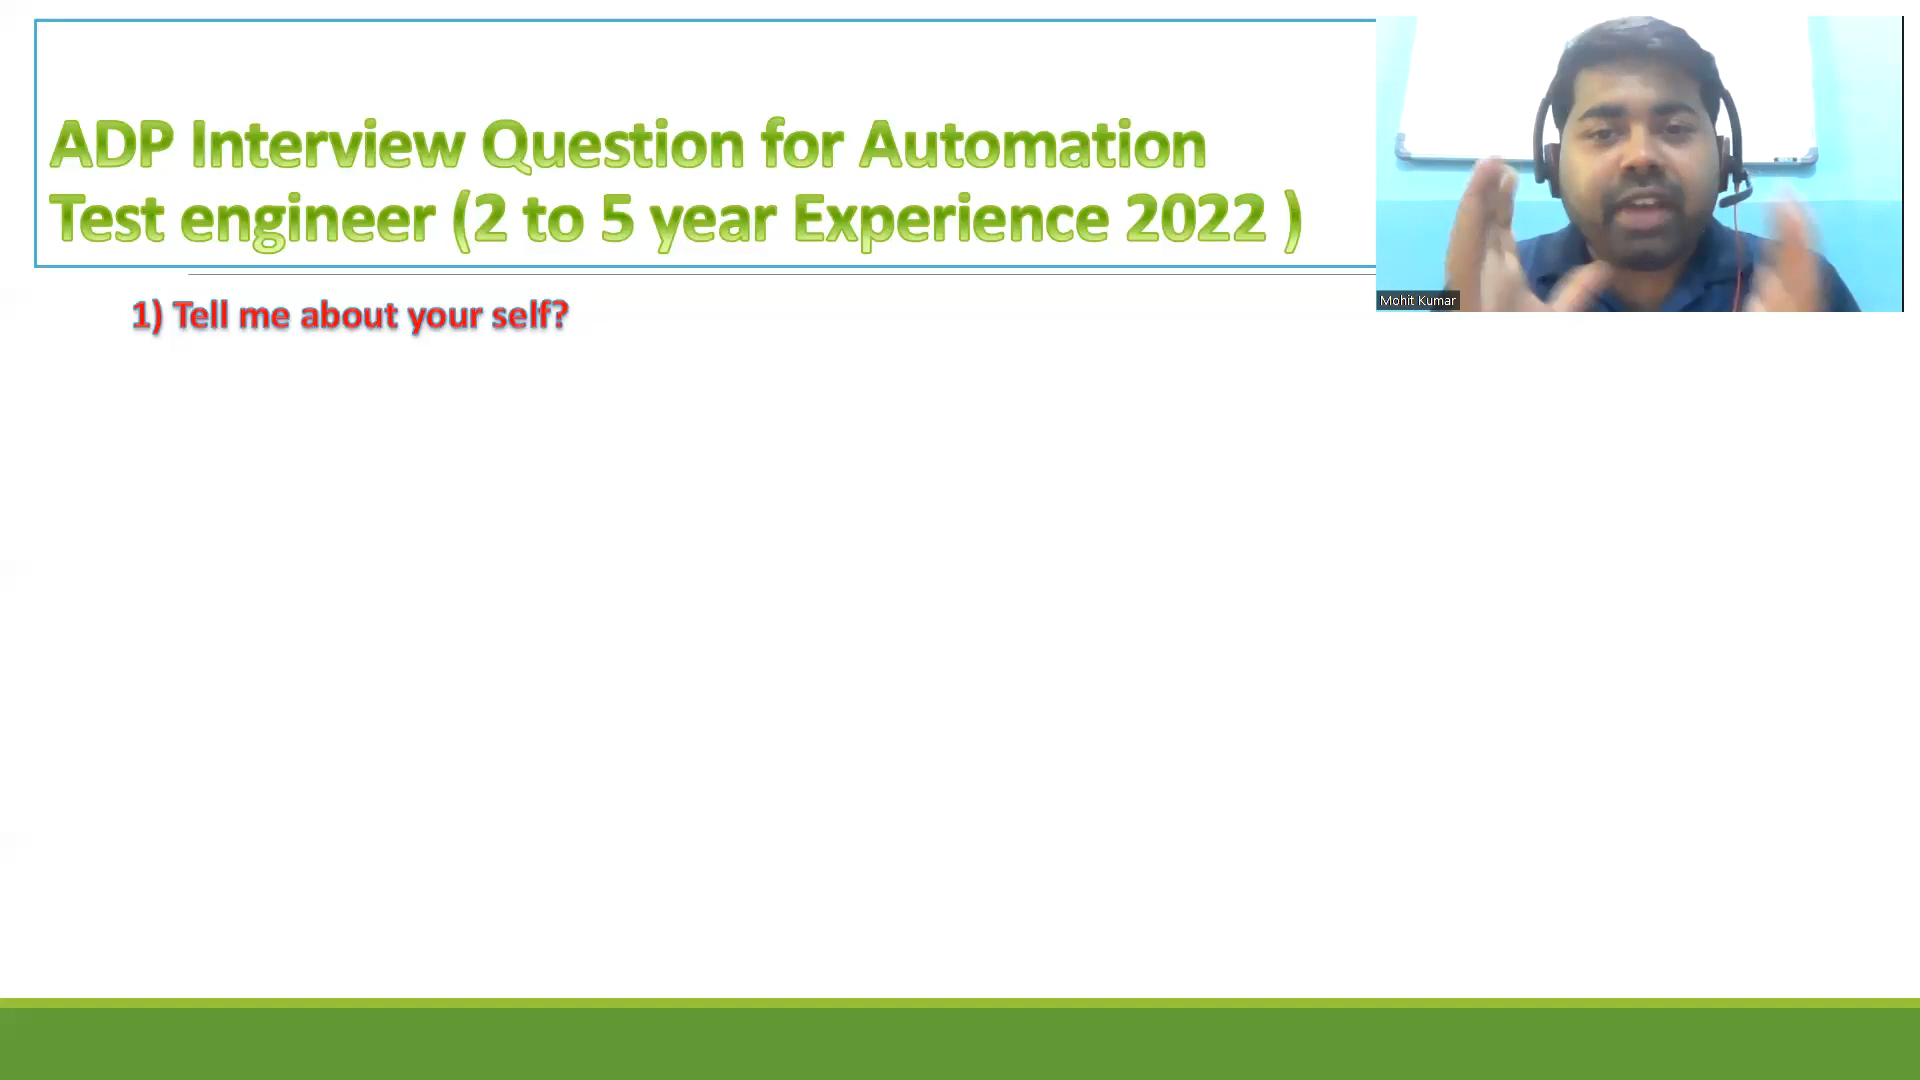 ADP Interview Question for Automation
Test engineer (2 to 5 year Experience 2022 )
Mohit Kumar
1) Tell me about your self?